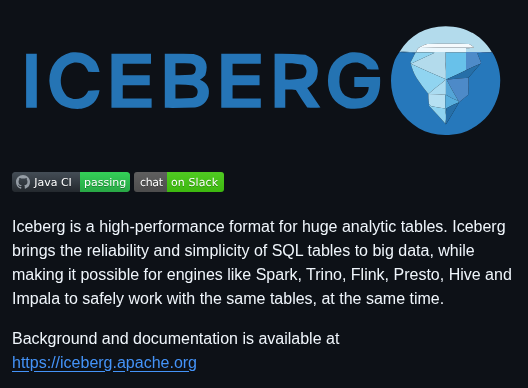 ICEBERG
Java CI passing chat on Slack
Iceberg is a high-performance format for huge analytic tables. Iceberg
brings the reliability and simplicity of SQL tables to big data, while
making it possible for engines like Spark, Trino, Flink, Presto, Hive and
Impala to safely work with the same tables, at the same time.
Background and documentation is available at
https://iceberg.apache.org